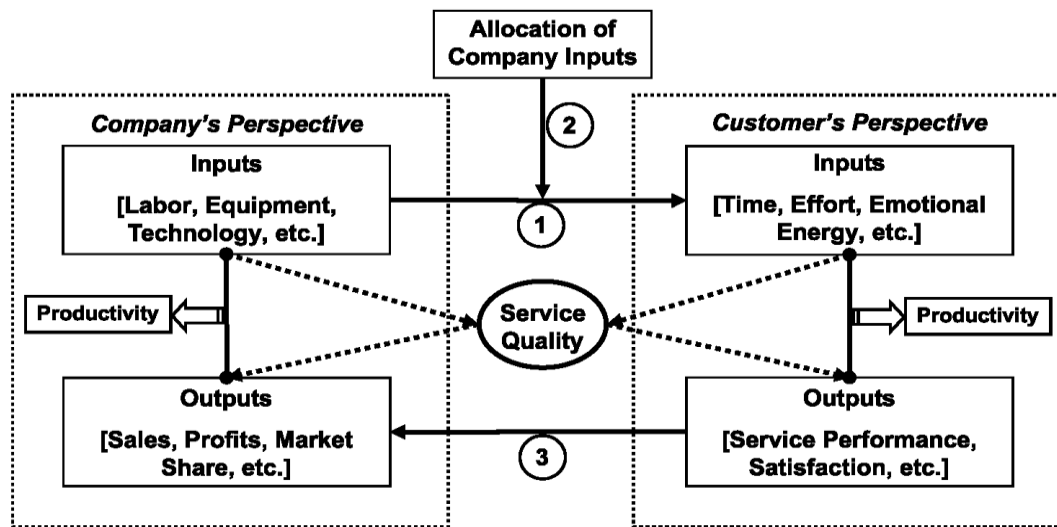 Allocation of
Company Inputs
2
Company's Perspective
Inputs
[Labor, Equipment,
Technology, etc.]
1
Customer's Perspective
Inputs
[Time, Effort, Emotional
Energy, etc.]
Productivity
Service
Quality
Productivity
Outputs
[Sales, Profits, Market
Share, etc.]
3
Outputs
[Service Performance,
Satisfaction, etc.]